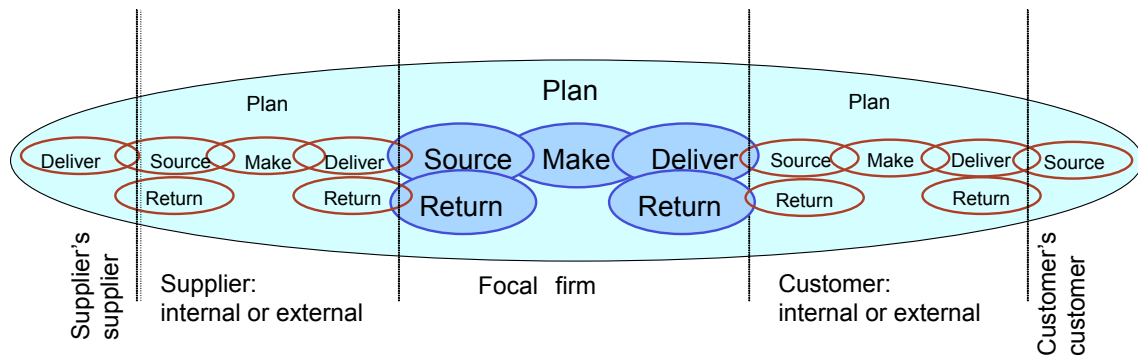 Plan
Plan
Plan
Deliver
Source
Make
Deliver
Source
Make
Deliver
Source
Make
Deliver
Source
Return
Return
Return
Return
Return
Return
Supplier’s
supplier
Supplier:
internal or external
Focal firm
Customer:
internal or external
Customer’s
customer